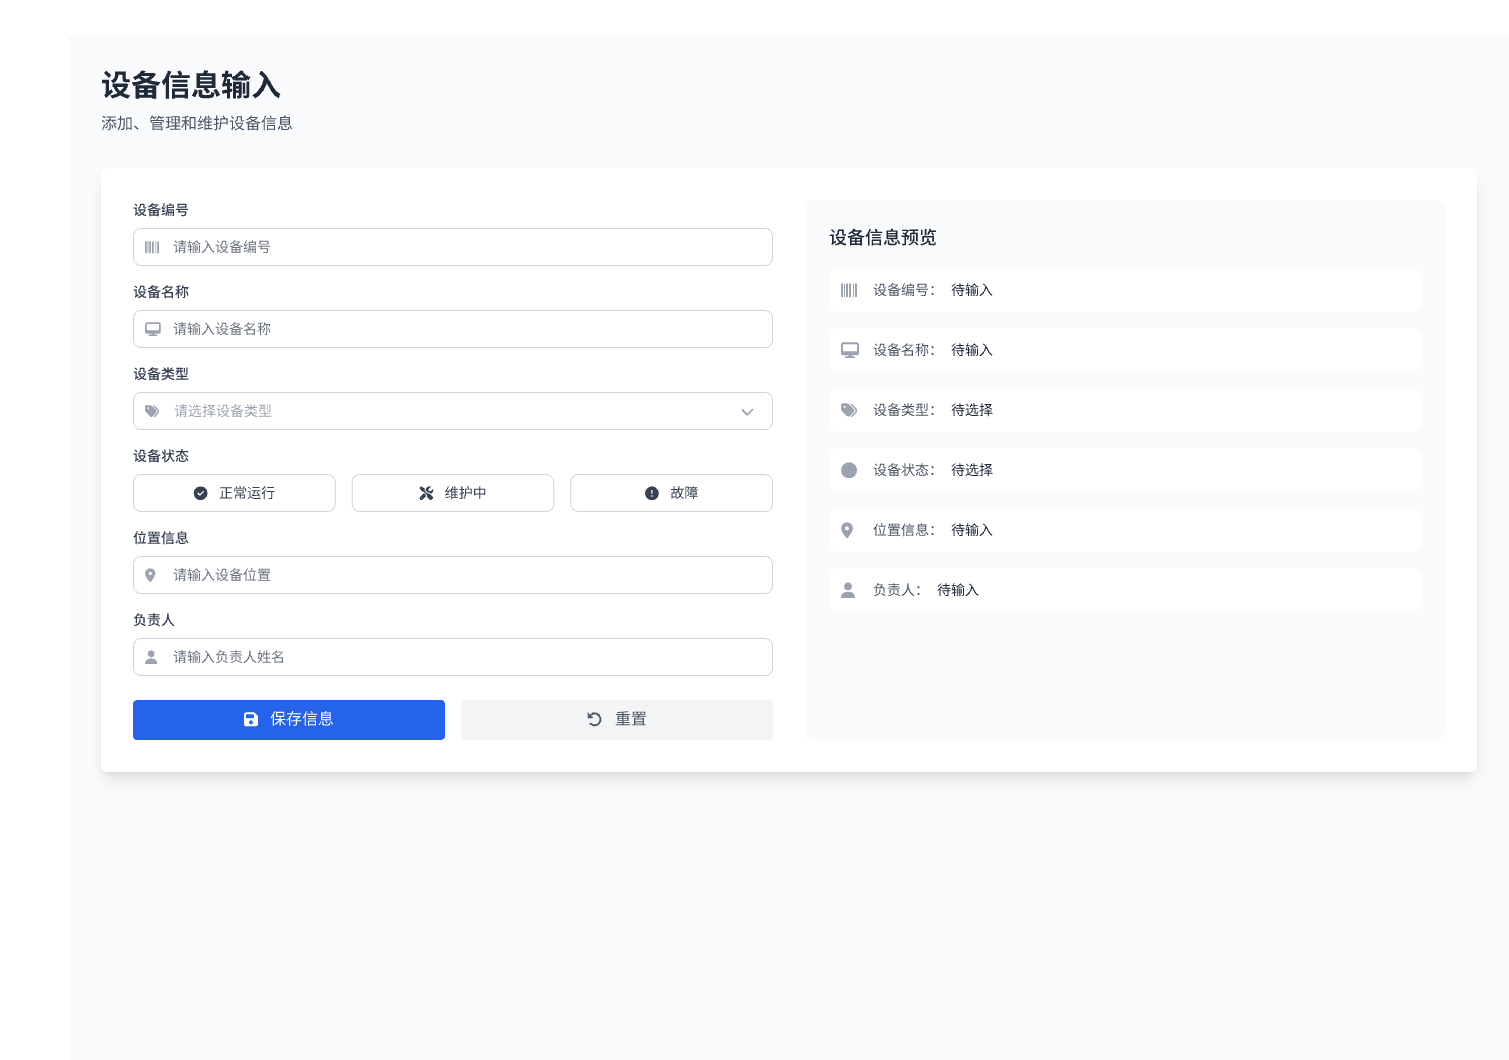 设备信息输入
添加、管理和维护设备信息
设备编号
请输入设备编号
设备名称
请输入设备名称
设备类型
请选择设备类型
设备状态
正常运行 维护中 故障
位置信息
请输入设备位置
负责人
请输入负责人姓名
保存信息 重置
设备信息预览
设备编号： 待输入
设备名称： 待输入
设备类型： 待选择
设备状态： 待选择
位置信息： 待输入
负责人： 待输入